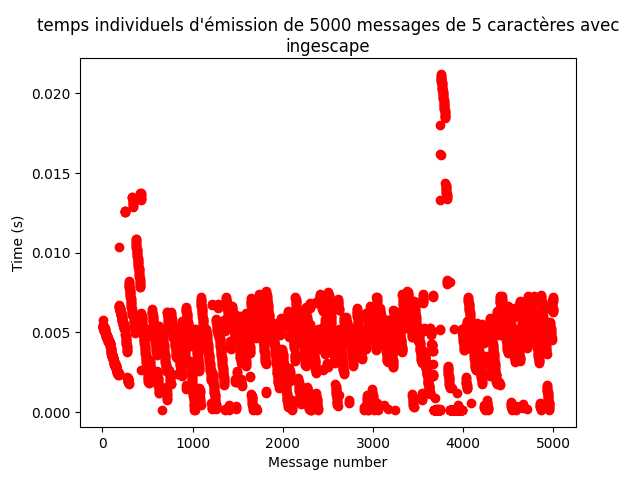 temps individuels d'émission de 5000 messages de 5 caractères avec
ingescape
0.020
0.015
0.010
0.005
0.000
Time (s)
0
1000
2000
3000
4000
5000
Message number